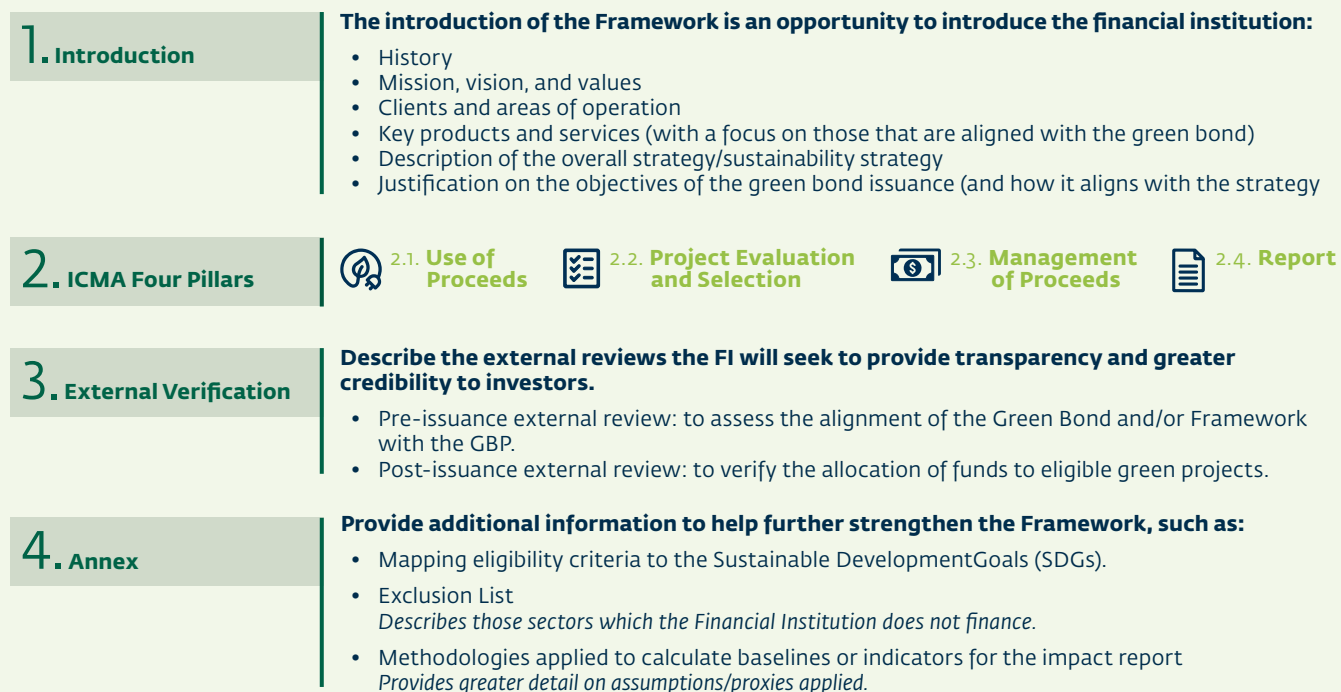 1. Introduction
The introduction of the Framework is an opportunity to introduce the financial institution:
• History
• Mission, vision, and values
• Clients and areas of operation
• Key products and services (with a focus on those that are aligned with the green bond)
• Description of the overall strategy/sustainability strategy
• Justification on the objectives of the green bond issuance (and how it aligns with the strategy
2. ICMA Four Pillars
2.1. Use of
Proceeds
2.2. Project Evaluation
and Selection
2.3. Management
of Proceeds
2.4. Report
3. External Verification
Describe the external reviews the FI will seek to provide transparency and greater
credibility to investors.
• Pre-issuance external review: to assess the alignment of the Green Bond and/or Framework
with the GBP.
• Post-issuance external review: to verify the allocation of funds to eligible green projects.
4. Annex
Provide additional information to help further strengthen the Framework, such as:
• Mapping eligibility criteria to the Sustainable DevelopmentGoals (SDGs).
• Exclusion List
Describes those sectors which the Financial Institution does not finance.
• Methodologies applied to calculate baselines or indicators for the impact report
Provides greater detail on assumptions/proxies applied.